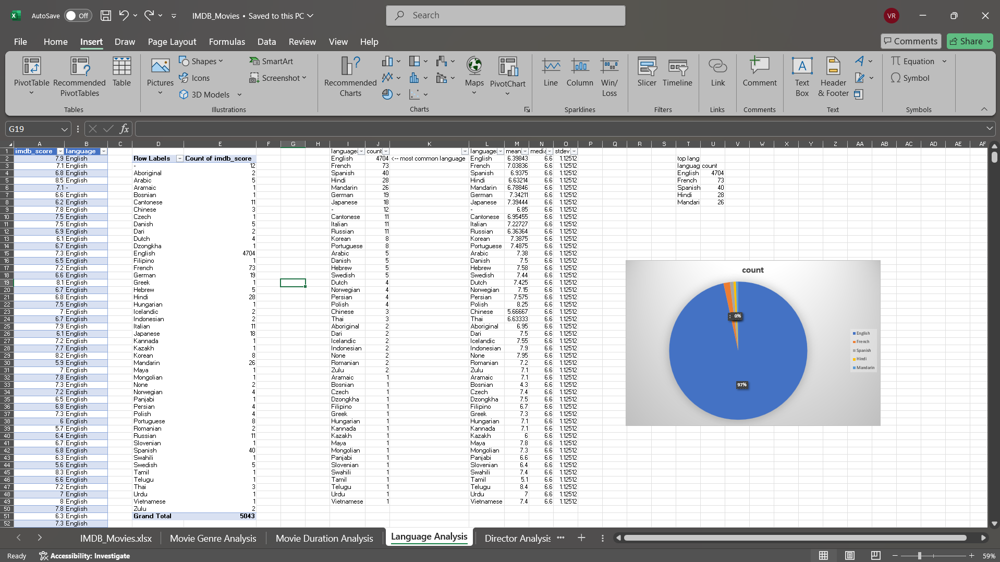 AutoSave Off IMDB_Movies • Saved to this PC Search VR
File Home Insert Draw Page Layout Formulas Data Review View Help Comments Share
PivotTable Recommended PivotTables Table
Tables
Pictures Shapes Icons 3D Models SmartArt Screenshot
Illustrations
Recommended Charts Maps PivotChart
Charts
Line Column Win/Loss
Sparklines
Slicer Timeline
Filters
Link
Links
Comment
Comments
Text Box Header & Footer
Text
Equation Symbol
Symbols
G19 fx
A B C D E F G H I J K L M N O P Q R S T U V W X Y Z AA AB AC AD AE AF
1 imdb_score language count mean stdev
2 7.9 English Row Labels Count of imdb_score English 4704 <-- most common language English 6.39843 6.6 1.12512 top lang
3 7.1 English - 12 French 73 French 7.03836 6.6 1.12512 languag count
4 6.8 English Aboriginal 2 Spanish 40 Spanish 6.9375 6.6 1.12512 English 4704
5 8.5 English Arabic 5 Hindi 28 Hindi 6.63214 6.6 1.12512 French 73
6 7.1 - Aramaic 1 Mandarin 26 Mandarin 6.78846 6.6 1.12512 Spanish 40
7 6.6 English Bosnian 1 German 19 German 7.34211 6.6 1.12512 Hindi 28
8 6.2 English Cantonese 11 Japanese 18 Japanese 7.39444 6.6 1.12512 Mandari 26
9 7.8 English Chinese 3 - 12 - 6.85 6.6 1.12512
10 7.5 English Czech 1 Cantonese 11 Cantonese 6.95455 6.6 1.12512
11 7.5 English Danish 5 Italian 11 Italian 7.22727 6.6 1.12512
12 6.9 English Dari 2 Russian 11 Russian 6.36364 6.6 1.12512
13 6.1 English Dutch 4 Korean 8 Korean 7.3875 6.6 1.12512
14 6.7 English Dzongkha 1 Portuguese 8 Portuguese 7.4875 6.6 1.12512
15 7.3 English English 4704 Arabic 5 Arabic 7.38 6.6 1.12512
16 6.5 English Filipino 1 Danish 5 Danish 7.5 6.6 1.12512
17 7.2 English French 73 Hebrew 5 Hebrew 7.58 6.6 1.12512
18 6.6 English German 19 Swedish 5 Swedish 7.44 6.6 1.12512
19 8.1 English Greek 1 Dutch 4 Dutch 7.425 6.6 1.12512
20 6.7 English Hebrew 5 Norwegian 4 Norwegian 7.15 6.6 1.12512
21 6.8 English Hindi 28 Persian 4 Persian 7.575 6.6 1.12512
22 7.5 English Hungarian 1 Polish 4 Polish 8.25 6.6 1.12512
23 7 English Icelandic 2 Chinese 3 Chinese 5.66667 6.6 1.12512
24 6.7 English Indonesian 2 Thai 3 Thai 6.63333 6.6 1.12512
25 7.9 English Italian 11 Aboriginal 2 Aboriginal 6.95 6.6 1.12512
26 6.1 English Japanese 18 Dari 2 Dari 7.5 6.6 1.12512
27 7.2 English Kannada 1 Icelandic 2 Icelandic 7.55 6.6 1.12512
28 7.7 English Kazakh 1 Indonesian 2 Indonesian 7.9 6.6 1.12512
29 8.2 English Korean 8 None 2 None 7.95 6.6 1.12512
30 5.9 English Mandarin 26 Romanian 2 Romanian 7.2 6.6 1.12512
31 7 English Maya 1 Zulu 2 Zulu 7.1 6.6 1.12512
32 7.8 English Mongolian 1 Aramaic 1 Aramaic 7.1 6.6 1.12512
33 7.3 English None 2 Bosnian 1 Bosnian 4.3 6.6 1.12512
34 7.2 English Norwegian 4 Czech 1 Czech 7.4 6.6 1.12512
35 6.5 English Panjabi 1 Dzongkha 1 Dzongkha 7.5 6.6 1.12512
36 6.8 English Persian 4 Filipino 1 Filipino 6.7 6.6 1.12512
37 7.3 English Polish 4 Greek 1 Greek 7.3 6.6 1.12512
38 6 English Portuguese 8 Hungarian 1 Hungarian 7.1 6.6 1.12512
39 5.7 English Romanian 2 Kannada 1 Kannada 7.1 6.6 1.12512
40 6.4 English Russian 11 Kazakh 1 Kazakh 6 6.6 1.12512
41 6.7 English Slovenian 1 Maya 1 Maya 7.8 6.6 1.12512
42 6.8 English Spanish 40 Mongolian 1 Mongolian 7.3 6.6 1.12512
43 6.3 English Swahili 1 Panjabi 1 Panjabi 6.6 6.6 1.12512
44 5.6 English Swedish 5 Slovenian 1 Slovenian 6.4 6.6 1.12512
45 8.3 English Tamil 1 Swahili 1 Swahili 7.4 6.6 1.12512
46 6.6 English Telugu 1 Tamil 1 Tamil 5.1 6.6 1.12512
47 7.2 English Thai 3 Telugu 1 Telugu 8.4 6.6 1.12512
48 7 English Urdu 1 Urdu 1 Urdu 7 6.6 1.12512
49 8 English Vietnamese 1 Vietnamese 1 Vietnamese 7.4 6.6 1.12512
50 7.8 English Zulu 2
51 6.3 English Grand Total 5043
52 7.3 English
count
0%
97%
English
French
Spanish
Hindi
Mandarin
IMDB_Movies.xlsx Movie Genre Analysis Movie Duration Analysis Language Analysis Director Analysis
Ready Accessibility: Investigate 59%